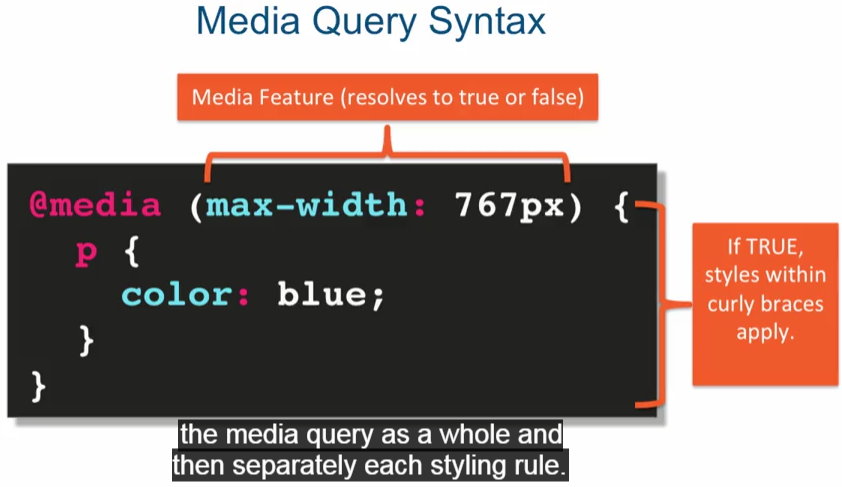 Media Query Syntax
Media Feature (resolves to true or false)
@media (max-width: 767px) {
p {
color: blue;
}
}
If TRUE,
styles within
curly braces
apply.
the media query as a whole and
then separately each styling rule.